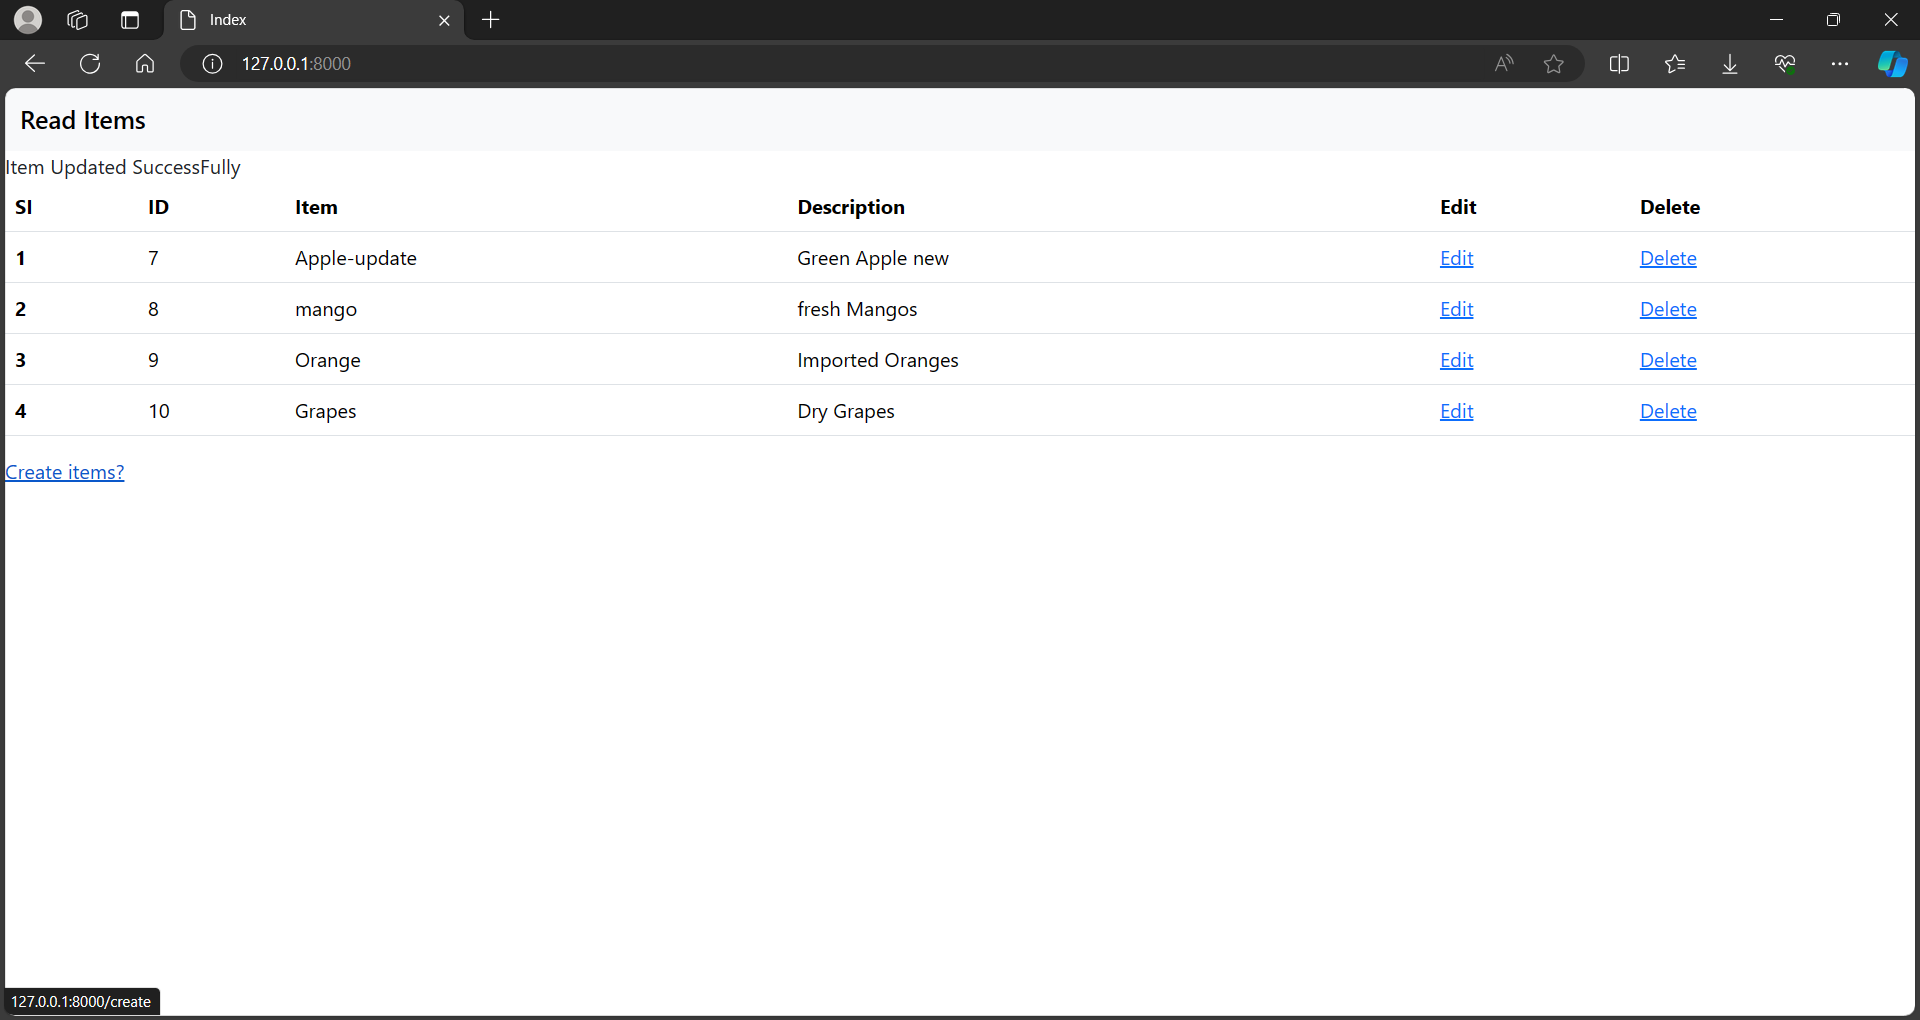 Index
127.0.0.1:8000
Read Items
Item Updated SuccessFully
Sl ID Item Description Edit Delete
1 7 Apple-update Green Apple new Edit Delete
2 8 mango fresh Mangos Edit Delete
3 9 Orange Imported Oranges Edit Delete
4 10 Grapes Dry Grapes Edit Delete
Create items?
127.0.0.1:8000/create